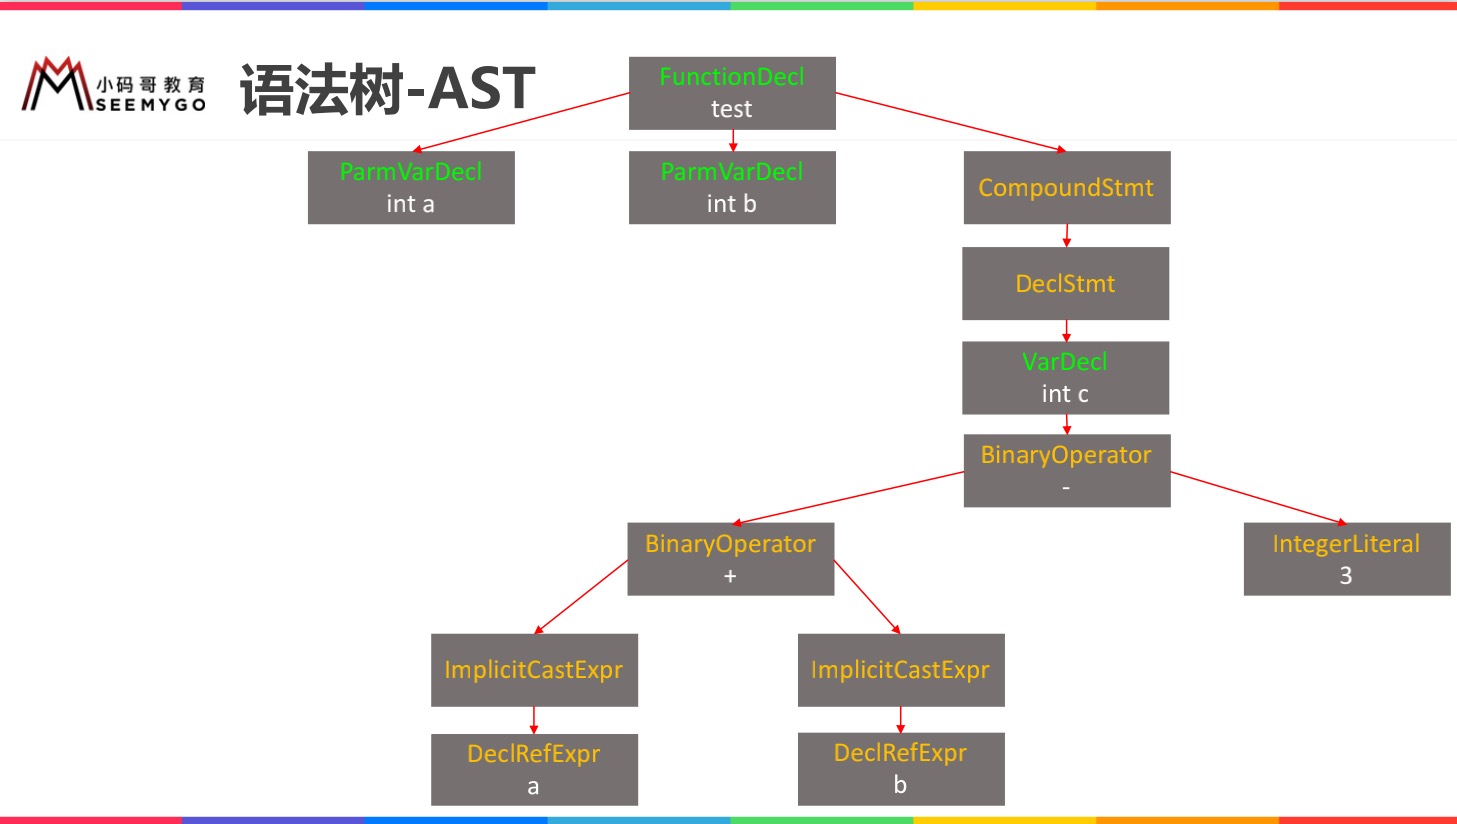 小码哥教育
SEEMYGO
语法树-AST
FunctionDecl
test
ParmVarDecl
int a
ParmVarDecl
int b
CompoundStmt
DeclStmt
VarDecl
int c
BinaryOperator
-
BinaryOperator
+
IntegerLiteral
3
ImplicitCastExpr
ImplicitCastExpr
DeclRefExpr
a
DeclRefExpr
b